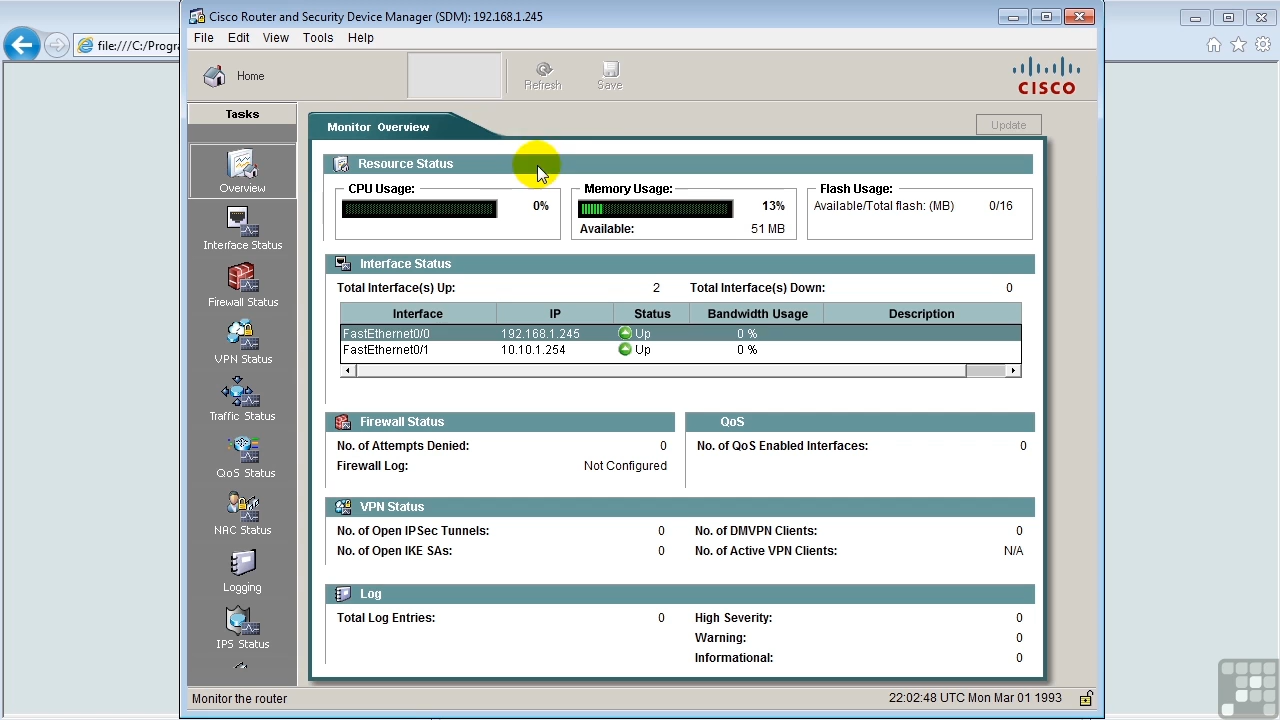 Cisco Router and Security Device Manager (SDM): 192.168.1.245
file:///C:/Progra
File Edit View Tools Help
Home
Refresh
Save
CISCO
Tasks
Overview
Interface Status
Firewall Status
VPN Status
Traffic Status
QoS Status
NAC Status
Logging
IPS Status
Monitor Overview
Update
Resource Status
CPU Usage: Memory Usage: Flash Usage:
0% 13% Available/Total flash: (MB) 0/16
Available: 51 MB
Interface Status
Total Interface(s) Up: 2 Total Interface(s) Down: 0
Interface IP Status Bandwidth Usage Description
FastEthernet0/0 192.168.1.245 Up 0 %
FastEthernet0/1 10.10.1.254 Up 0 %
Firewall Status QoS
No. of Attempts Denied: 0 No. of QoS Enabled Interfaces: 0
Firewall Log: Not Configured
VPN Status
No. of Open IPSec Tunnels: 0 No. of DMVPN Clients: 0
No. of Open IKE SAs: 0 No. of Active VPN Clients: N/A
Log
Total Log Entries: 0 High Severity: 0
Warning: 0
Informational: 0
Monitor the router 22:02:48 UTC Mon Mar 01 1993